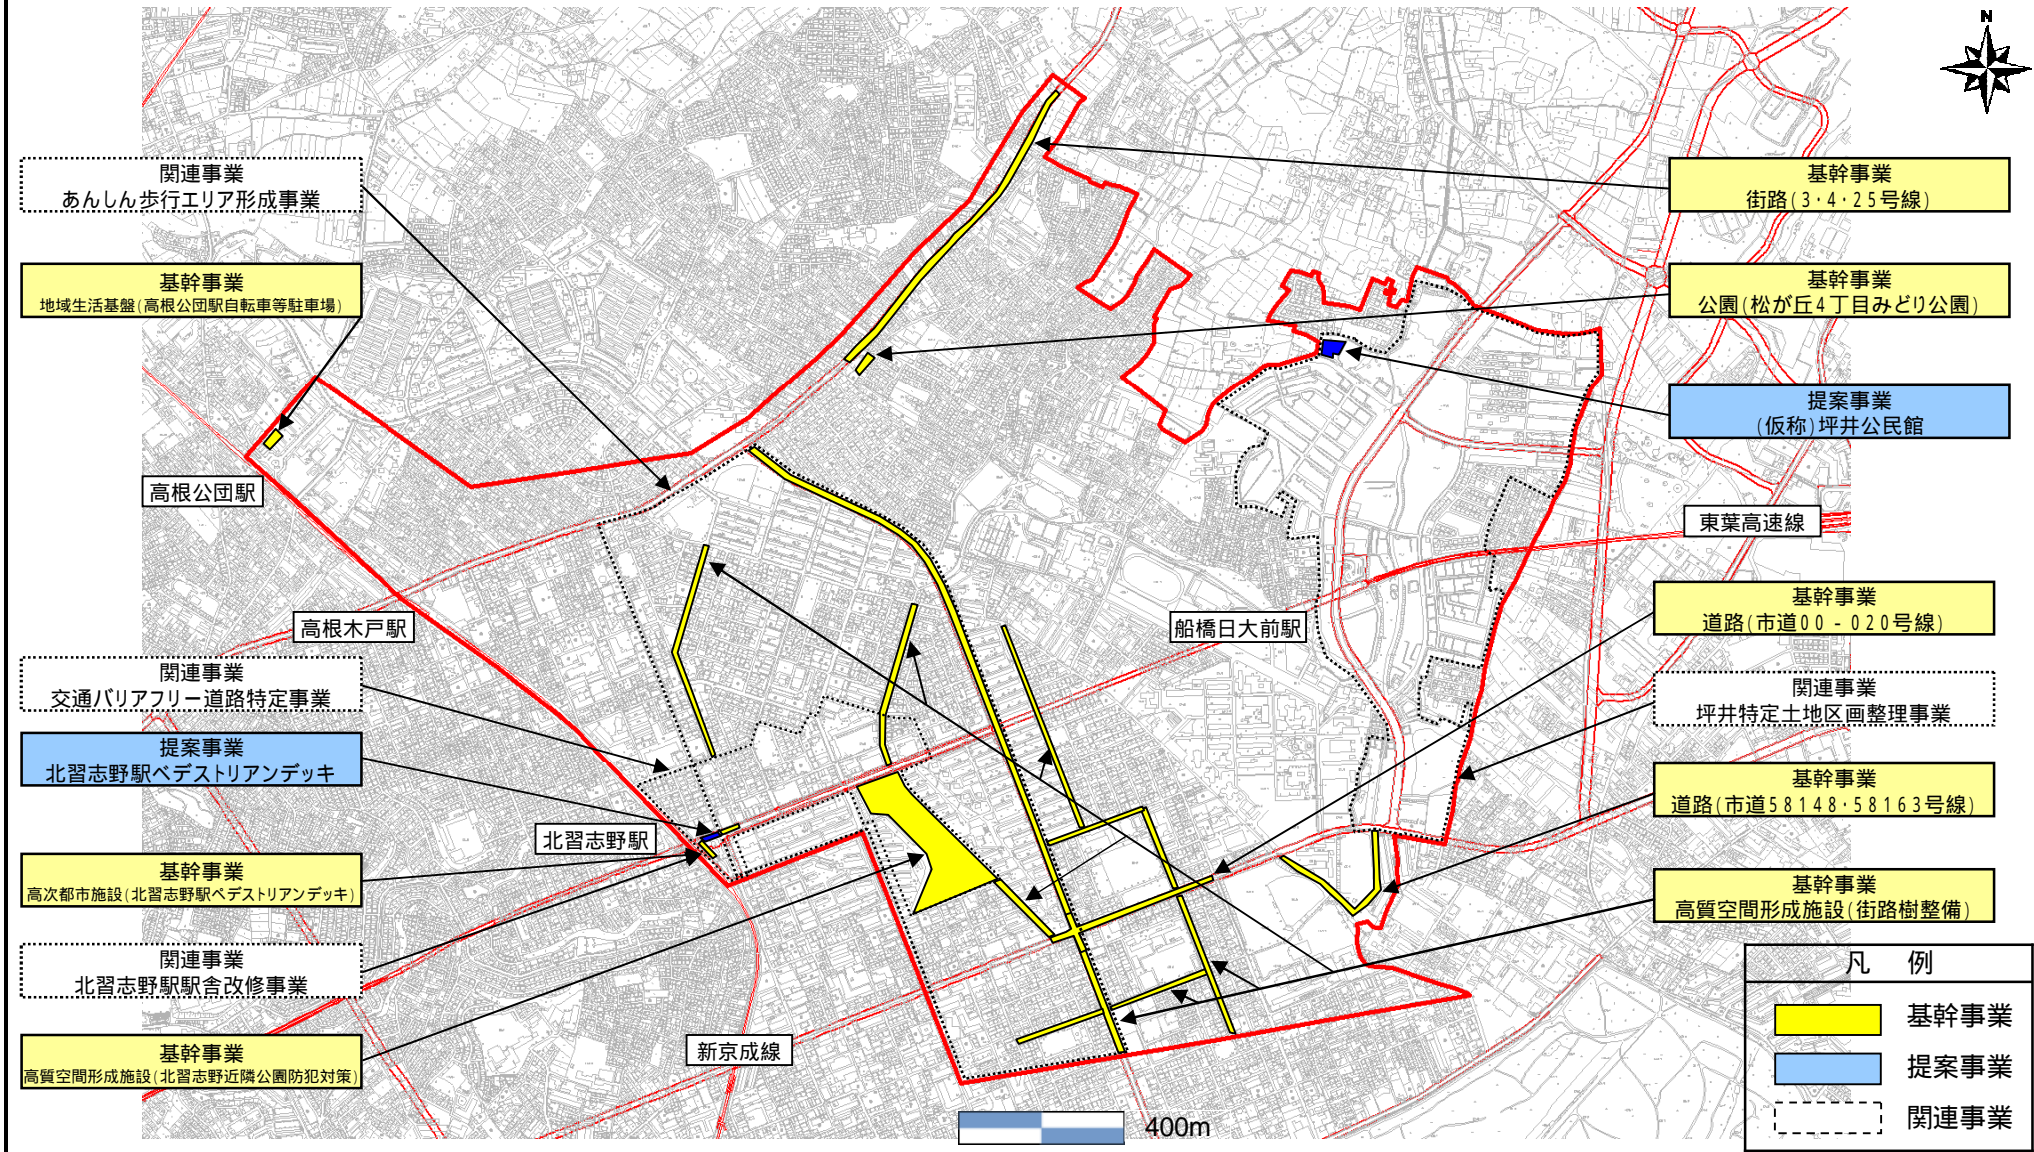 N
関連事業
あんしん歩行エリア形成事業
基幹事業
地域生活基盤(高根公団駅自転車等駐車場)
高根公団駅
高根木戸駅
関連事業
交通バリアフリー道路特定事業
提案事業
北習志野駅ペデストリアンデッキ
北習志野駅
基幹事業
高次都市施設(北習志野駅ペデストリアンデッキ)
関連事業
北習志野駅駅舎改修事業
基幹事業
高質空間形成施設(北習志野近隣公園防犯対策)
新京成線
船橋日大前駅
基幹事業
街路(3・4・25号線)
基幹事業
公園(松が丘4丁目みどり公園)
提案事業
(仮称)坪井公民館
東葉高速線
基幹事業
道路(市道00-020号線)
関連事業
坪井特定土地区画整理事業
基幹事業
道路(市道58148・58163号線)
基幹事業
高質空間形成施設(街路樹整備)
凡 例
基幹事業
提案事業
関連事業
400m